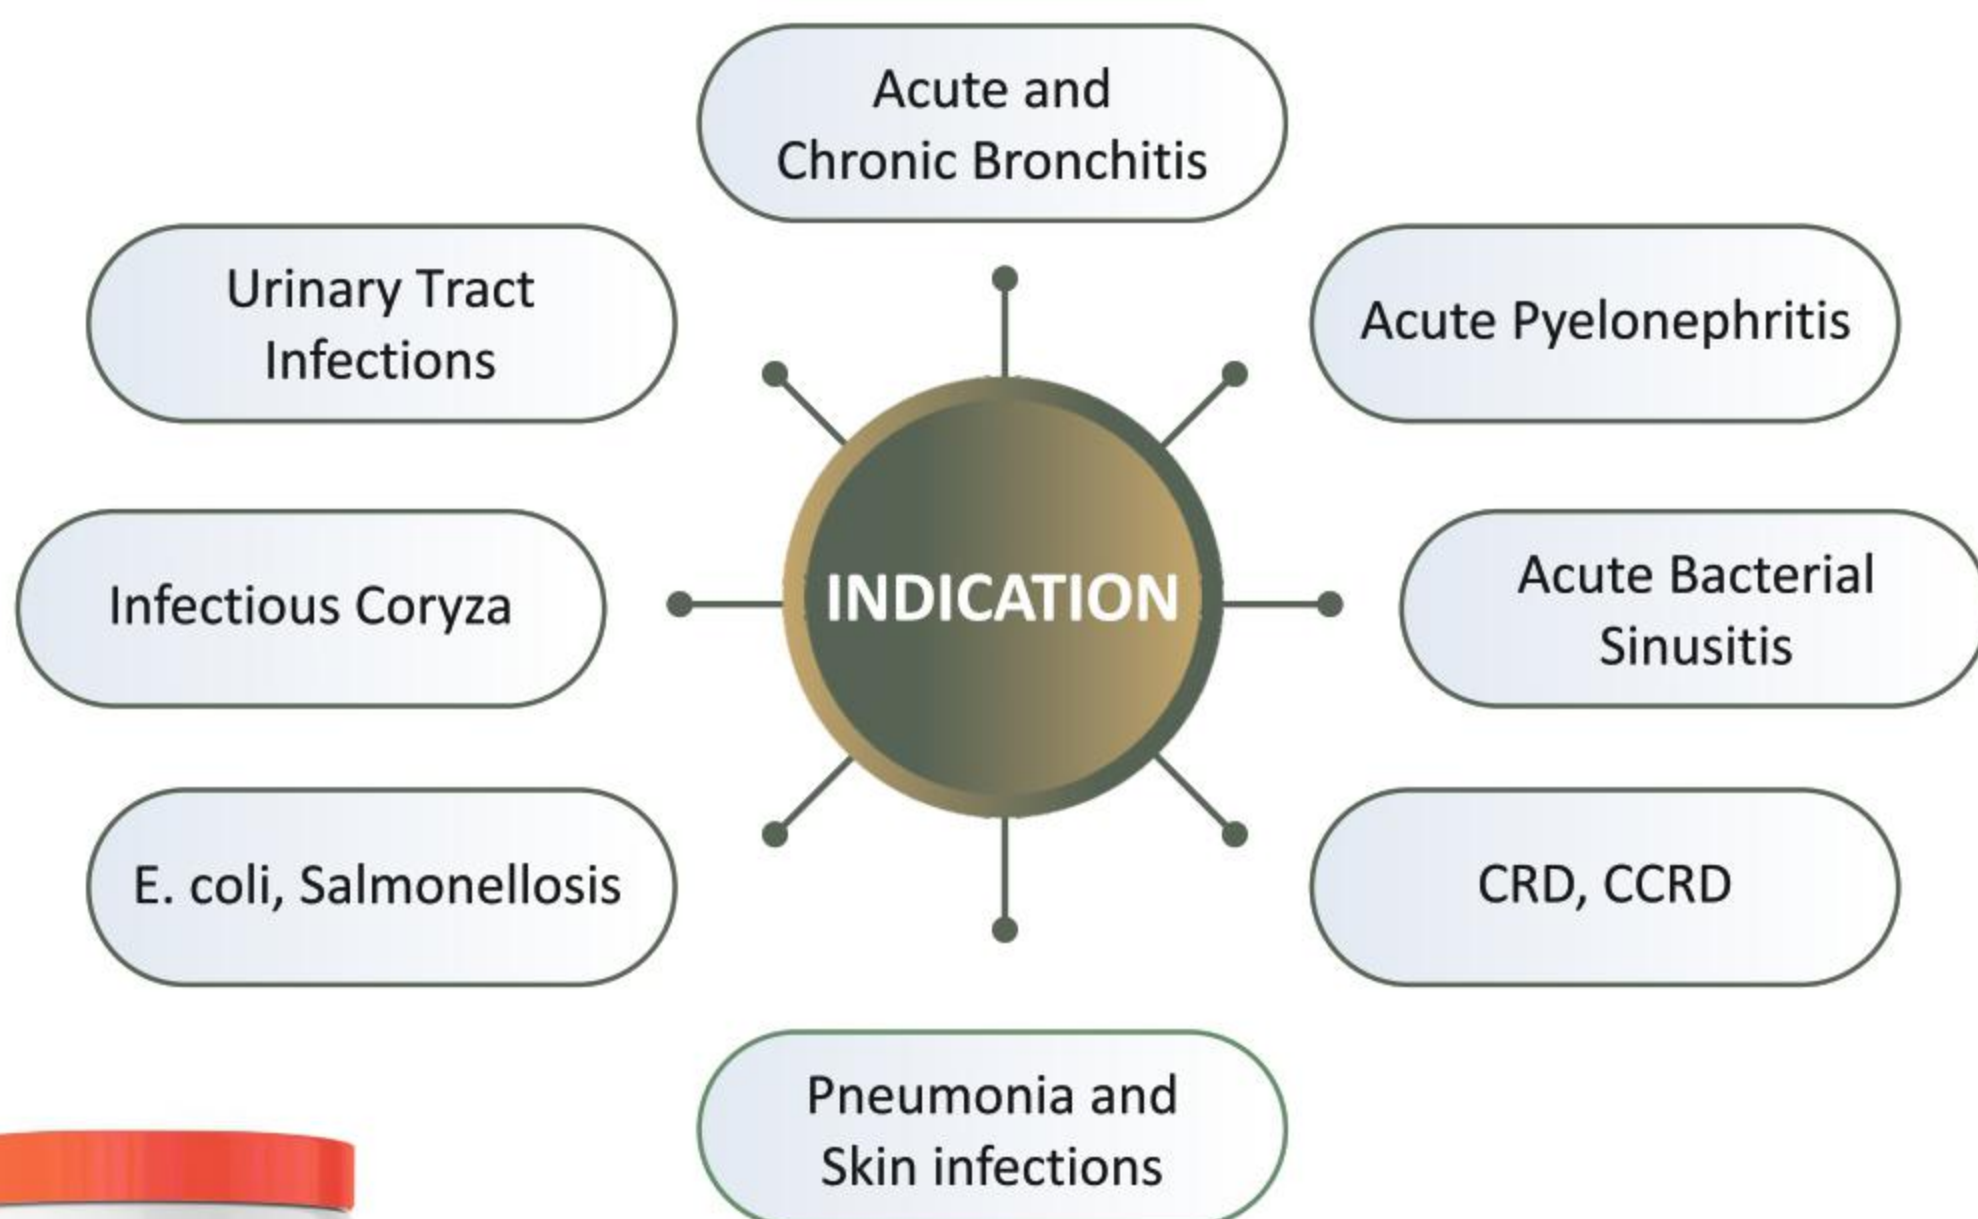 Acute and
Chronic Bronchitis
Urinary Tract
Infections
Acute Pyelonephritis
Infectious Coryza
INDICATION
Acute Bacterial
Sinusitis
E. coli, Salmonellosis
CRD, CCRD
Pneumonia and
Skin infections